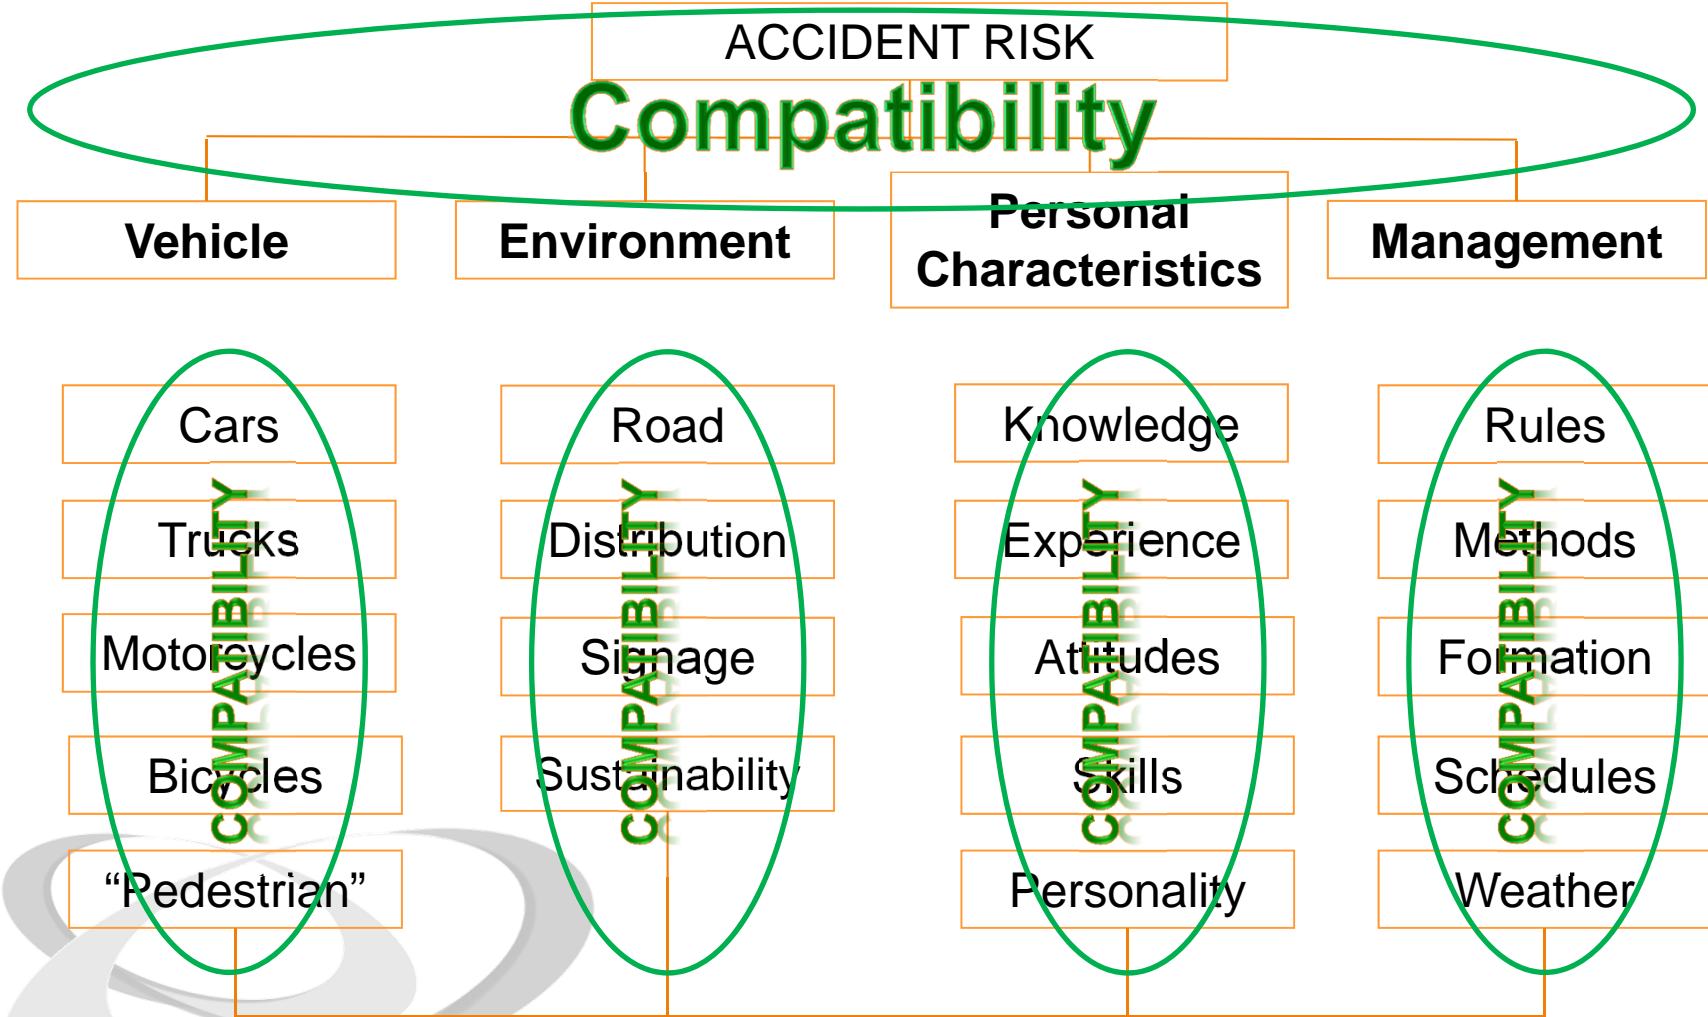 ACCIDENT RISK
Compatibility
Vehicle
Environment
Personal
Characteristics
Management
Cars
Trucks
Motorcycles
Bicycles
“Pedestrian”
COMPATIBILITY
Road
Distribution
Signage
Sustainability
COMPATIBILITY
Knowledge
Experience
Attitudes
Skills
Personality
COMPATIBILITY
Rules
Methods
Formation
Schedules
Weather
COMPATIBILITY